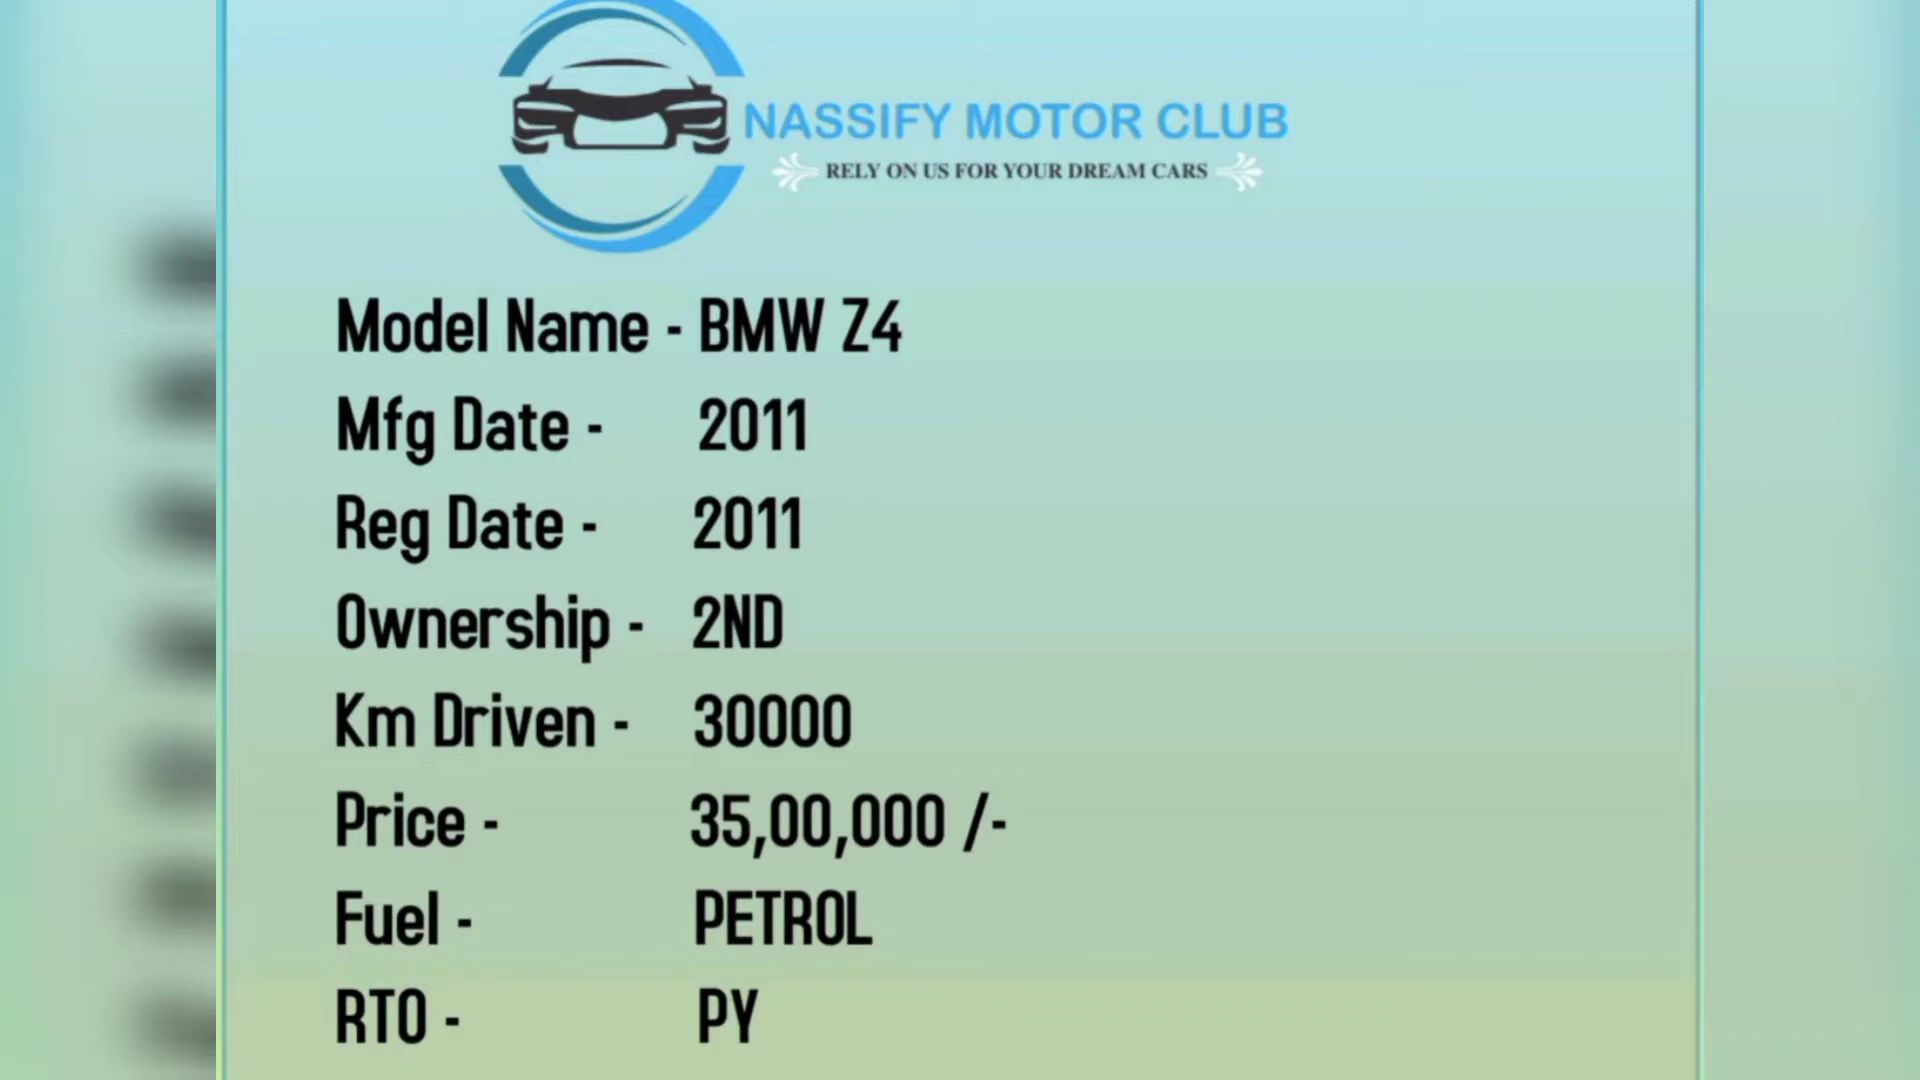 NASSIFY MOTOR CLUB
RELY ON US FOR YOUR DREAM CARS
Model Name - BMW Z4
Mfg Date - 2011
Reg Date - 2011
Ownership - 2ND
Km Driven - 30000
Price - 35,00,000 /-
Fuel - PETROL
RTO - PY